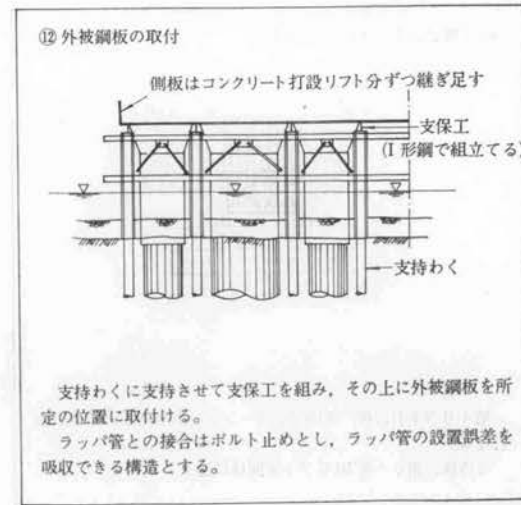 ⑫ 外被鋼板の取付
側板はコンクリート打設リフト分ずつ継ぎ足す
支保工
(I 形鋼で組立てる)
支持わく
支持わくに支持させて支保工を組み，その上に外被鋼板を所
定の位置に取付ける。
ラッパ管との接合はボルト止めとし，ラッパ管の設置誤差を
吸収できる構造とする。